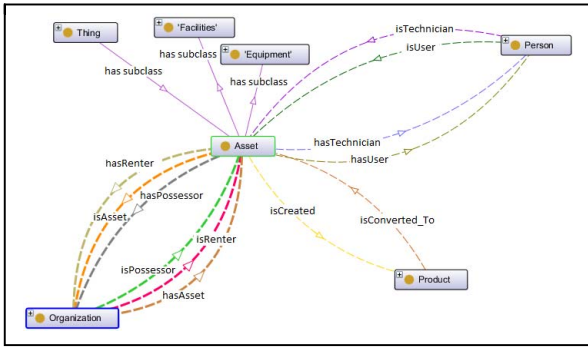 'Facilities'
isTechnician
Thing
isUser
Person
has subclass
'Equipment'
has subclass
has subclass
hasTechnician
Asset
hasUser
hasRenter
hasPossessor
isCreated
isConverted_To
isAsset
isRenter
isPossessor
Product
hasAsset
Organization